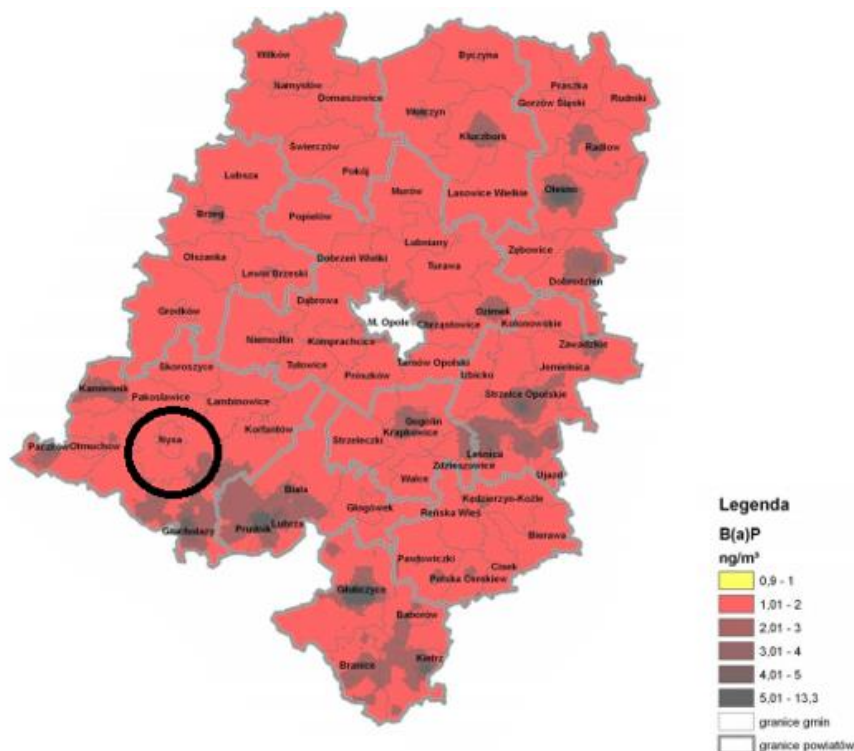 Wilków
Byczyna
Namysłów
Domaszowice
Praszka
Gorzów Śląski
Rudniki
Wołczyn
Kluczbork
Radłow
Świerczów
Pokój
Lubsza
Murów
Lasowice Wielkie
Olesno
Brzeg
Popielów
Łubniany
Zębowice
Olszanka
Dobrzeń Wielki
Turawa
Dobrodzień
Lewin Brzeski
Grodków
Dąbrowa
M. Opole
Chrząstowice
Ozimek
Kolonowskie
Niemodlin
Komprachcice
Zawadzkie
Skoroszyce
Tułowice
Prószków
Tarnów Opolski
Izbicko
Jemielnica
Kamiennik
Pakosławice
Łambinowice
Strzelce Opolskie
Nysa
Korfantów
Gogolin
Strzeleczki
Krapkowice
Paczków
Otmuchów
Leśnica
Zdzieszowice
Ujazd
Walce
Biała
Kędzierzyn-Koźle
Głogówek
Reńska Wieś
Głuchołazy
Prudnik
Lubrza
Bierawa
Pawłowiczki
Cisek
Polska Cerekiew
Głubczyce
Baborów
Branice
Kietrz
Legenda
B(a)P
ng/m³
0,9 - 1
1,01 - 2
2,01 - 3
3,01 - 4
4,01 - 5
5,01 - 13,3
granice gmin
granice powiatów